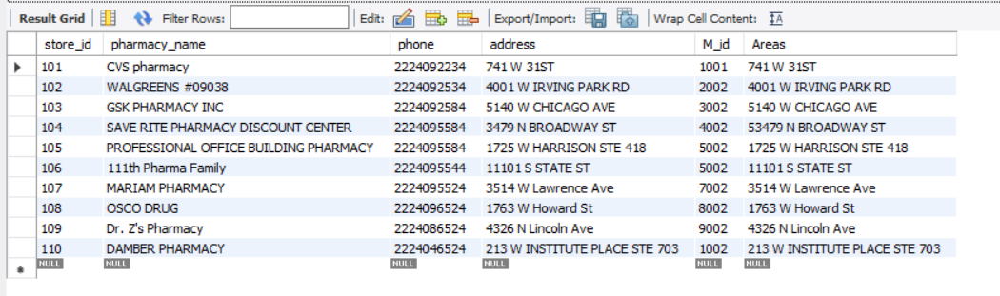 Result Grid Filter Rows: Edit: Export/Import: Wrap Cell Content: IA
store_id pharmacy_name phone address M_id Areas
101 CVS pharmacy 2224092234 741 W 31ST 1001 741 W 31ST
102 WALGREENS #09038 2224092534 4001 W IRVING PARK RD 2002 4001 W IRVING PARK RD
103 GSK PHARMACY INC 2224092584 5140 W CHICAGO AVE 3002 5140 W CHICAGO AVE
104 SAVE RITE PHARMACY DISCOUNT CENTER 2224095584 3479 N BROADWAY ST 4002 53479 N BROADWAY ST
105 PROFESSIONAL OFFICE BUILDING PHARMACY 2224095584 1725 W HARRISON STE 418 5002 1725 W HARRISON STE 418
106 111th Pharma Family 2224095544 11101 S STATE ST 5002 11101 S STATE ST
107 MARIAM PHARMACY 2224095524 3514 W Lawrence Ave 7002 3514 W Lawrence Ave
108 OSCO DRUG 2224096524 1763 W Howard St 8002 1763 W Howard St
109 Dr. Z's Pharmacy 2224086524 4326 N Lincoln Ave 9002 4326 N Lincoln Ave
110 DAMBER PHARMACY 2224046524 213 W INSTITUTE PLACE STE 703 1002 213 W INSTITUTE PLACE STE 703
NULL NULL NULL NULL NULL NULL